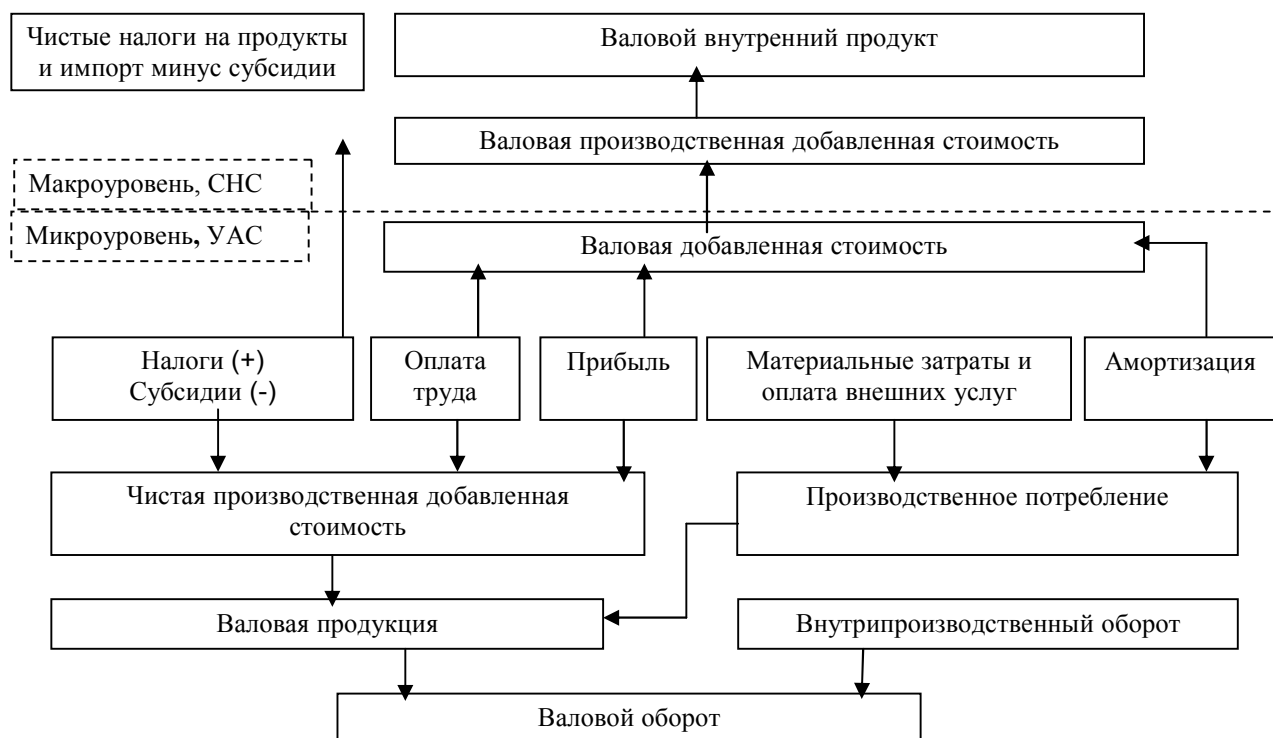 Чистые налоги на продукты
и импорт минус субсидии
Валовой внутренний продукт
Валовая производственная добавленная стоимость
Макроуровень, СНС
Микроуровень, УАС
Валовая добавленная стоимость
Налоги (+)
Субсидии (-)
Оплата
труда
Прибыль
Материальные затраты и
оплата внешних услуг
Амортизация
Чистая производственная добавленная
стоимость
Производственное потребление
Валовая продукция
Внутрипроизводственный оборот
Валовой оборот